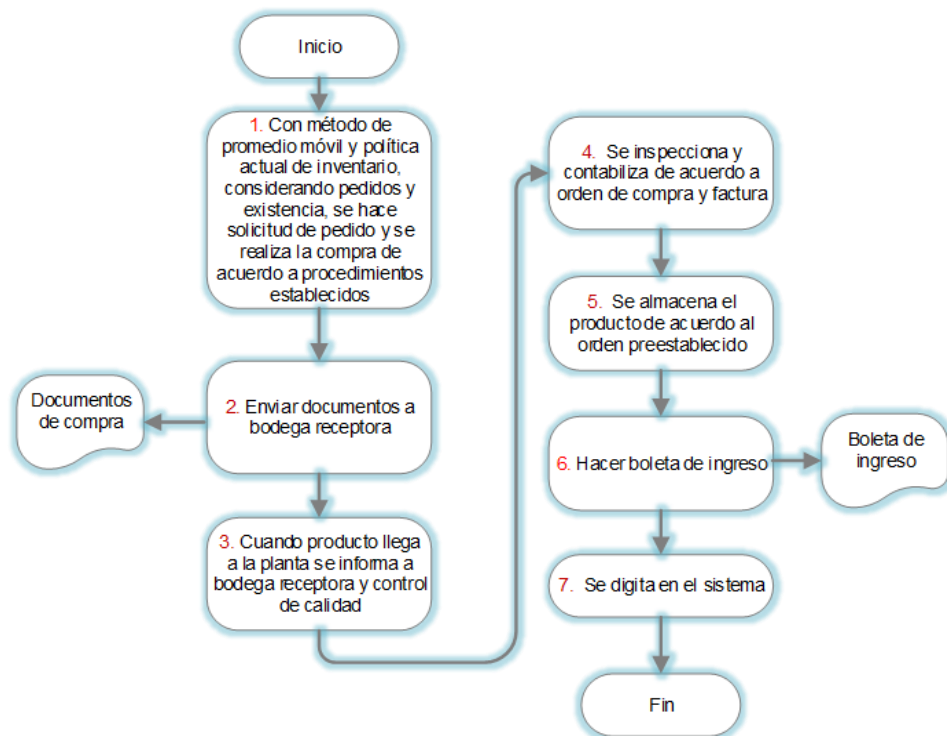 Inicio
1. Con método de
promedio móvil y política
actual de inventario,
considerando pedidos y
existencia, se hace
solicitud de pedido y se
realiza la compra de
acuerdo a procedimientos
establecidos
2. Enviar documentos a
bodega receptora
Documentos
de compra
3. Cuando producto llega
a la planta se informa a
bodega receptora y control
de calidad
4. Se inspecciona y
contabiliza de acuerdo a
orden de compra y factura
5. Se almacena el
producto de acuerdo al
orden preestablecido
6. Hacer boleta de ingreso
Boleta de
ingreso
7. Se digita en el sistema
Fin